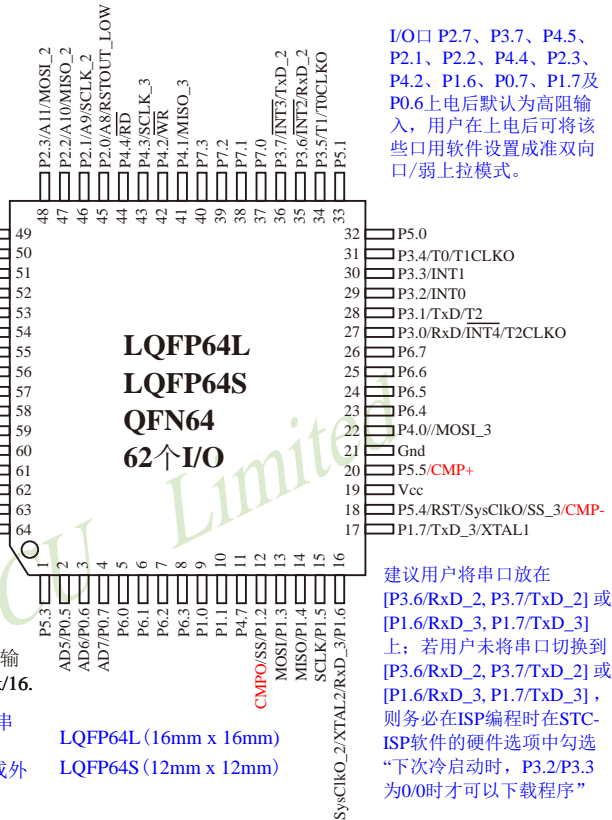 I/O口 P2.7、P3.7、P4.5、
P2.1、P2.2、P4.4、P2.3、
P4.2、P1.6、P0.7、P1.7及
P0.6上电后默认为高阻输
入，用户在上电后可将该
些口用软件设置成准双向
口/弱上拉模式。
P2.3/A11/MOSI_2
P2.2/A10/MISO_2
P2.1/A9/SCLK_2
P2.0/A8/RSTOUT_LOW
P4.4/RD
P4.3/SCLK_3
P4.2/WR
P4.1/MISO_3
P7.3
P7.2
P7.1
P7.0
P3.7/INT3/TxD_2
P3.6/INT2/RxD_2
P3.5/T1/T0CLKO
P5.1
48 47 46 45 44 43 42 41 40 39 38 37 36 35 34 33
49
50
51
52
53
54
55
56
57
58
59
60
61
62
63
64
LQFP64L
LQFP64S
QFN64
62个I/O
32 P5.0
31 P3.4/T0/T1CLKO
30 P3.3/INT1
29 P3.2/INT0
28 P3.1/TxD/T2
27 P3.0/RxD/INT4/T2CLKO
26 P6.7
25 P6.6
24 P6.5
23 P6.4
22 P4.0//MOSI_3
21 Gnd
20 P5.5/CMP+
19 Vcc
18 P5.4/RST/SysClkO/SS_3/CMP-
17 P1.7/TxD_3/XTAL1
CU Limited
1 2 3 4 5 6 7 8 9 10 11 12 13 14 15 16
P5.3
AD5/P0.5
AD6/P0.6
AD7/P0.7
P6.0
P6.1
P6.2
P6.3
P1.0
P1.1
P4.7
CMPO/SS/P1.2
MOSI/P1.3
MISO/P1.4
SCLK/P1.5
SysClkO_2/XTAL2/RxD_3/P1.6
输
x/16.
串
或外
LQFP64L（16mm x 16mm）
LQFP64S（12mm x 12mm）
建议用户将串口放在
[P3.6/RxD_2, P3.7/TxD_2] 或
[P1.6/RxD_3, P1.7/TxD_3]
上；若用户未将串口切换到
[P3.6/RxD_2, P3.7/TxD_2] 或
[P1.6/RxD_3, P1.7/TxD_3]，
则务必在ISP编程时在STC-
ISP软件的硬件选项中勾选
“下次冷启动时，P3.2/P3.3
为0/0时才可以下载程序”